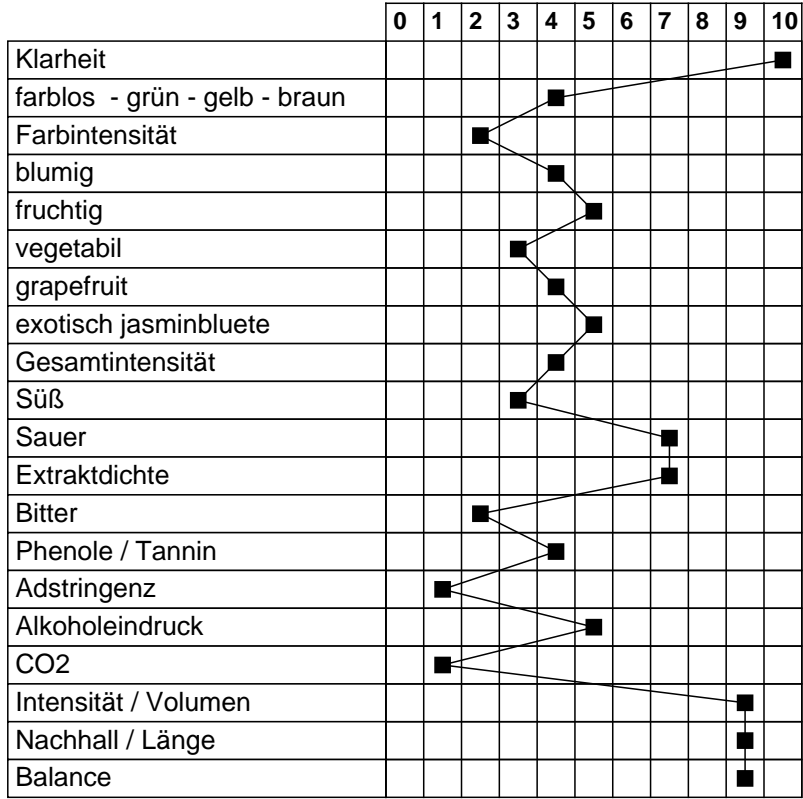 0 1 2 3 4 5 6 7 8 9 10
Klarheit
farblos - grün - gelb - braun
Farbintensität
blumig
fruchtig
vegetabil
grapefruit
exotisch jasminbluete
Gesamtintensität
Süß
Sauer
Extraktdichte
Bitter
Phenole / Tannin
Adstringenz
Alkoholeindruck
CO2
Intensität / Volumen
Nachhall / Länge
Balance